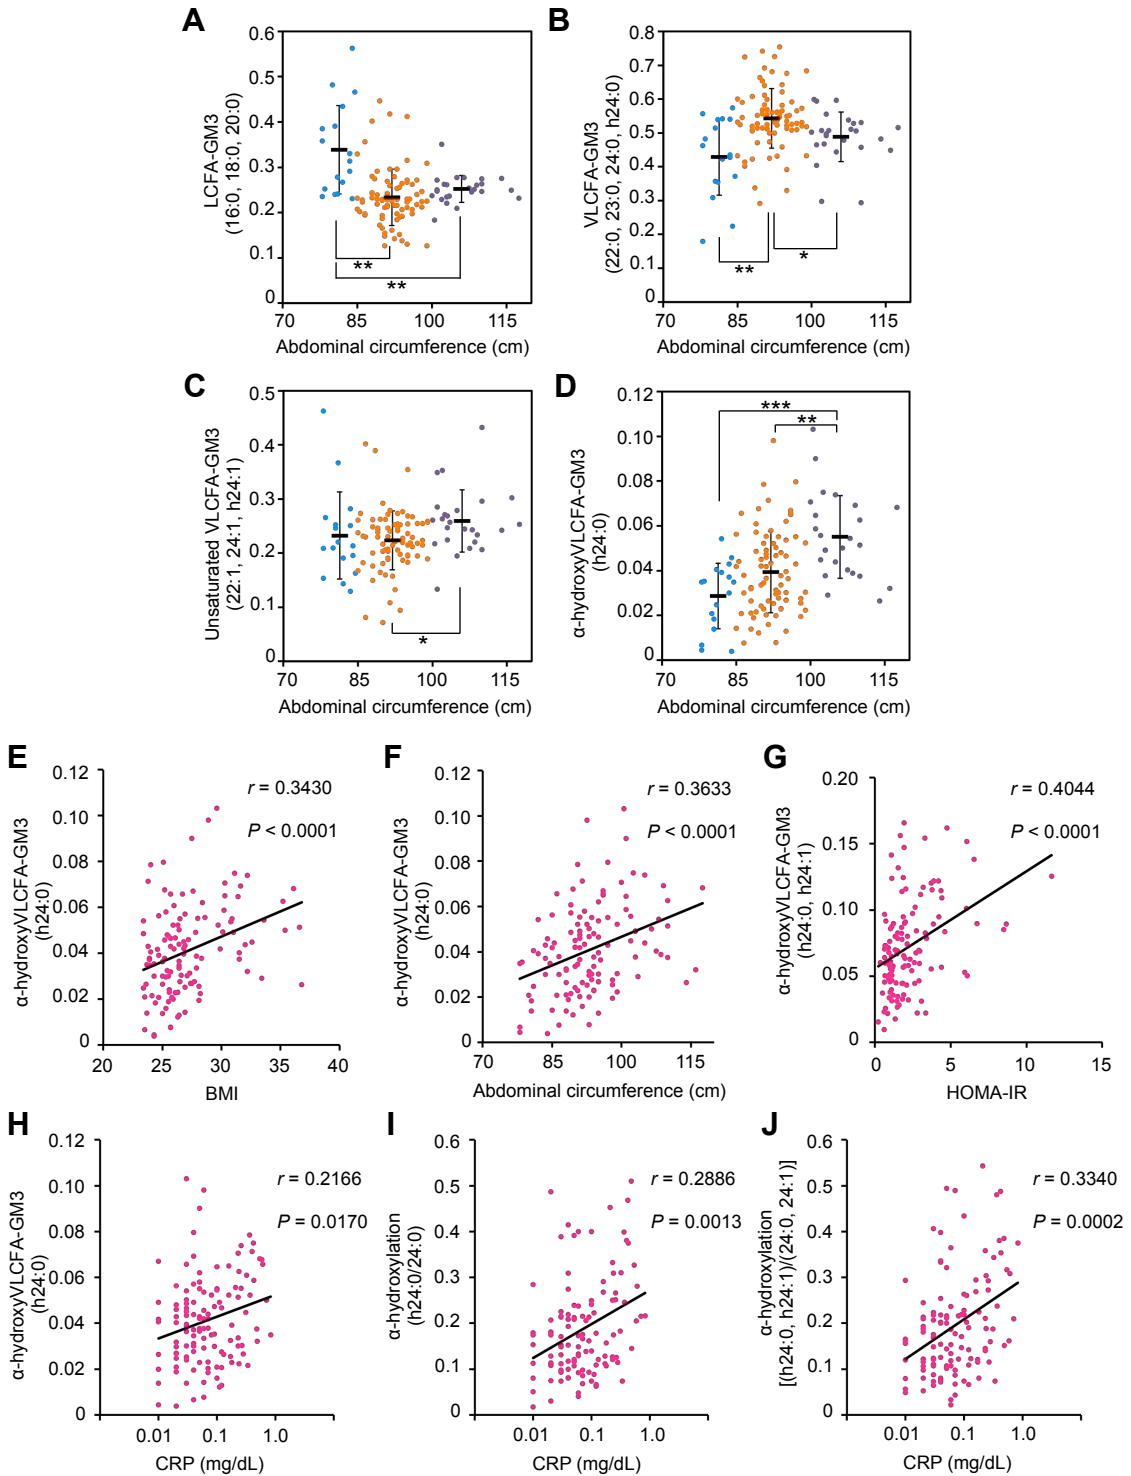 A
LCFA-GM3
(16:0, 18:0, 20:0)
0.6
0.5
0.4
0.3
0.2
0.1
0
**
**
70 85 100 115
Abdominal circumference (cm)
B
VLCFA-GM3
(22:0, 23:0, 24:0, h24:0)
0.8
0.7
0.6
0.5
0.4
0.3
0.2
0.1
0
**
*
70 85 100 115
Abdominal circumference (cm)
C
Unsaturated VLCFA-GM3
(22:1, 24:1, h24:1)
0.5
0.4
0.3
0.2
0.1
0
*
70 85 100 115
Abdominal circumference (cm)
D
α-hydroxyVLCFA-GM3
(h24:0)
0.12
0.10
0.08
0.06
0.04
0.02
0
***
**
70 85 100 115
Abdominal circumference (cm)
E
α-hydroxyVLCFA-GM3
(h24:0)
0.12
0.10
0.08
0.06
0.04
0.02
0
r = 0.3430
P < 0.0001
20 25 30 35 40
BMI
F
α-hydroxyVLCFA-GM3
(h24:0)
0.12
0.10
0.08
0.06
0.04
0.02
0
r = 0.3633
P < 0.0001
70 85 100 115
Abdominal circumference (cm)
G
α-hydroxyVLCFA-GM3
(h24:0, h24:1)
0.20
0.15
0.10
0.05
0
r = 0.4044
P < 0.0001
0 5 10 15
HOMA-IR
H
α-hydroxyVLCFA-GM3
(h24:0)
0.12
0.10
0.08
0.06
0.04
0.02
0
r = 0.2166
P = 0.0170
0.01 0.1 1.0
CRP (mg/dL)
I
α-hydroxylation
(h24:0/24:0)
0.6
0.5
0.4
0.3
0.2
0.1
0
r = 0.2886
P = 0.0013
0.01 0.1 1.0
CRP (mg/dL)
J
α-hydroxylation
[(h24:0, h24:1)/(24:0, 24:1)]
0.6
0.5
0.4
0.3
0.2
0.1
0
r = 0.3340
P = 0.0002
0.01 0.1 1.0
CRP (mg/dL)